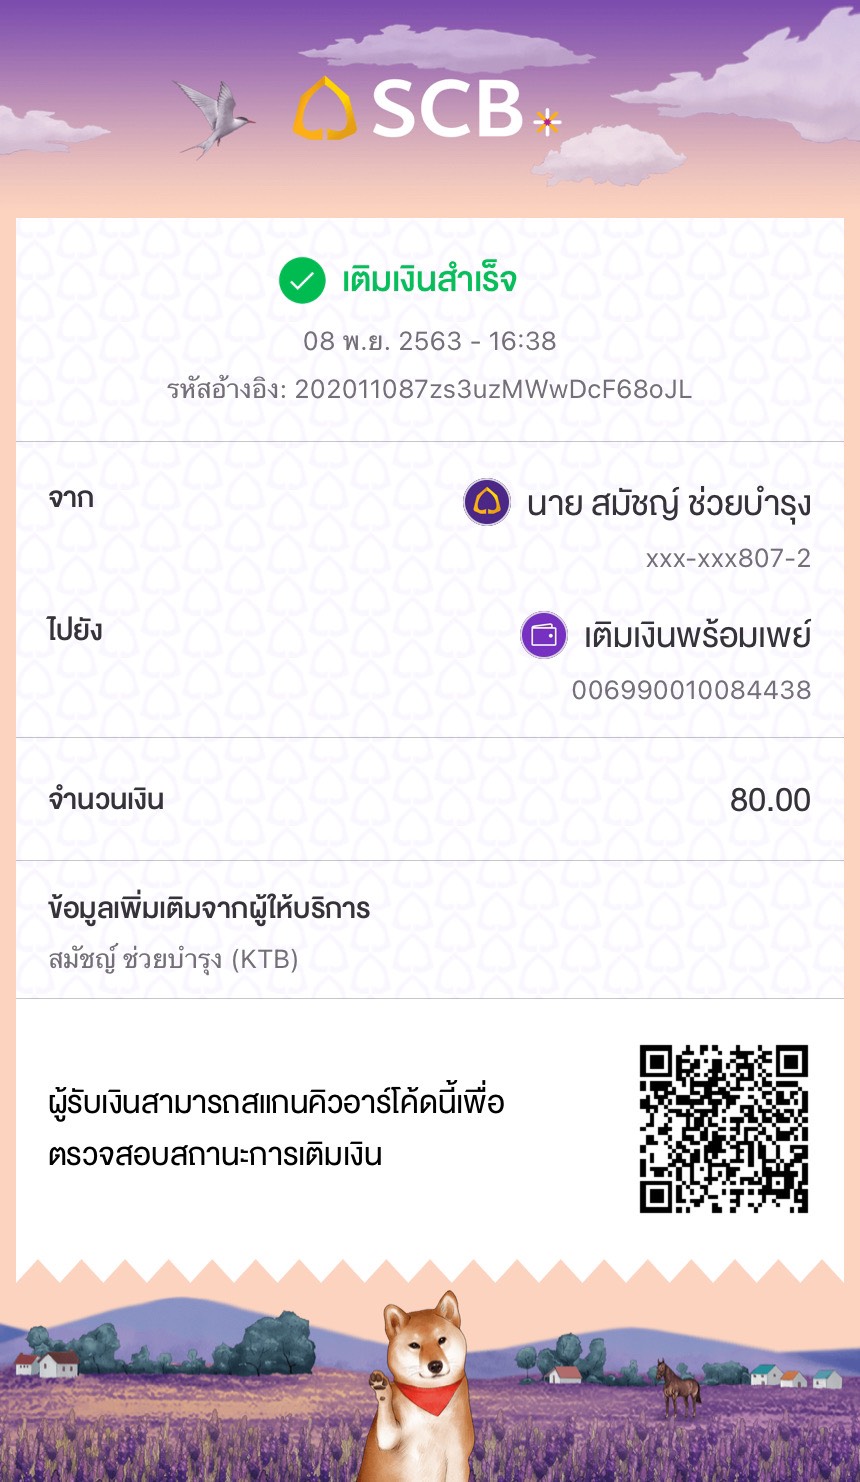 SCB
เติมเงินสำเร็จ
08 พ.ย. 2563 - 16:38
รหัสอ้างอิง: 202011087zs3uzMWwDcF68oJL
จาก
นาย สมัชญ์ ช่วยบำรุง
xxx-xxx807-2
ไปยัง
เติมเงินพร้อมเพย์
006990010084438
จำนวนเงิน
80.00
ข้อมูลเพิ่มเติมจากผู้ให้บริการ
สมัชญ์ ช่วยบำรุง (KTB)
ผู้รับเงินสามารถสแกนคิวอาร์โค้ดนี้เพื่อ
ตรวจสอบสถานะการเติมเงิน